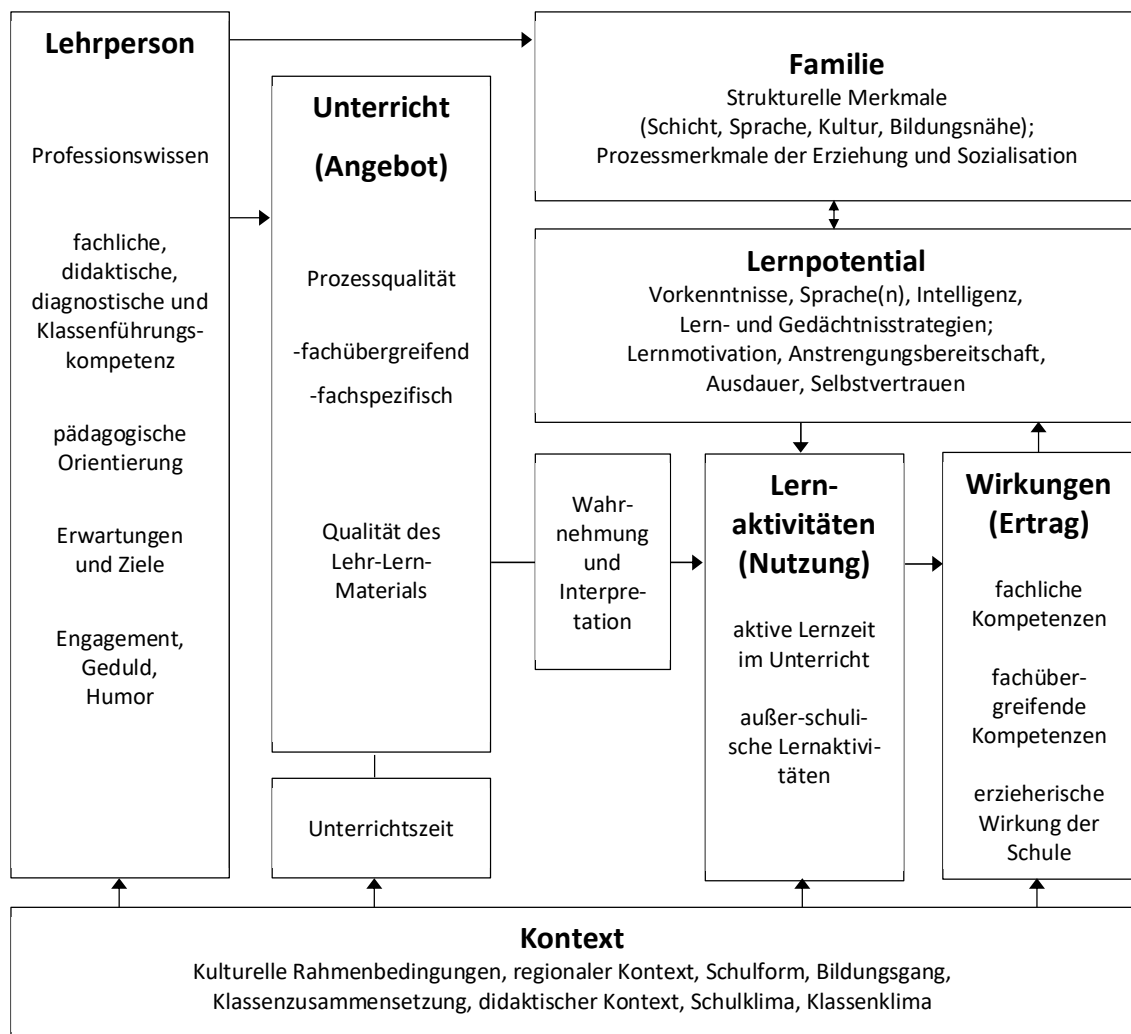 Lehrperson
Professionswissen
fachliche,
didaktische,
diagnostische und
Klassenführungs-
kompetenz
pädagogische
Orientierung
Erwartungen
und Ziele
Engagement,
Geduld,
Humor
Unterricht
(Angebot)
Prozessqualität
-fachübergreifend
-fachspezifisch
Qualität des
Lehr-Lern-
Materials
Unterrichtszeit
Familie
Strukturelle Merkmale
(Schicht, Sprache, Kultur, Bildungsnähe);
Prozessmerkmale der Erziehung und Sozialisation
Lernpotential
Vorkenntnisse, Sprache(n), Intelligenz,
Lern- und Gedächtnisstrategien;
Lernmotivation, Anstrengungsbereitschaft,
Ausdauer, Selbstvertrauen
Wahr-
nehmung
und
Interpre-
tation
Lern-
aktivitäten
(Nutzung)
aktive Lernzeit
im Unterricht
außer-schuli-
sche Lernaktivi-
täten
Wirkungen
(Ertrag)
fachliche
Kompetenzen
fachüber-
greifende
Kompetenzen
erzieherische
Wirkung der
Schule
Kontext
Kulturelle Rahmenbedingungen, regionaler Kontext, Schulform, Bildungsgang,
Klassenzusammensetzung, didaktischer Kontext, Schulklima, Klassenklima